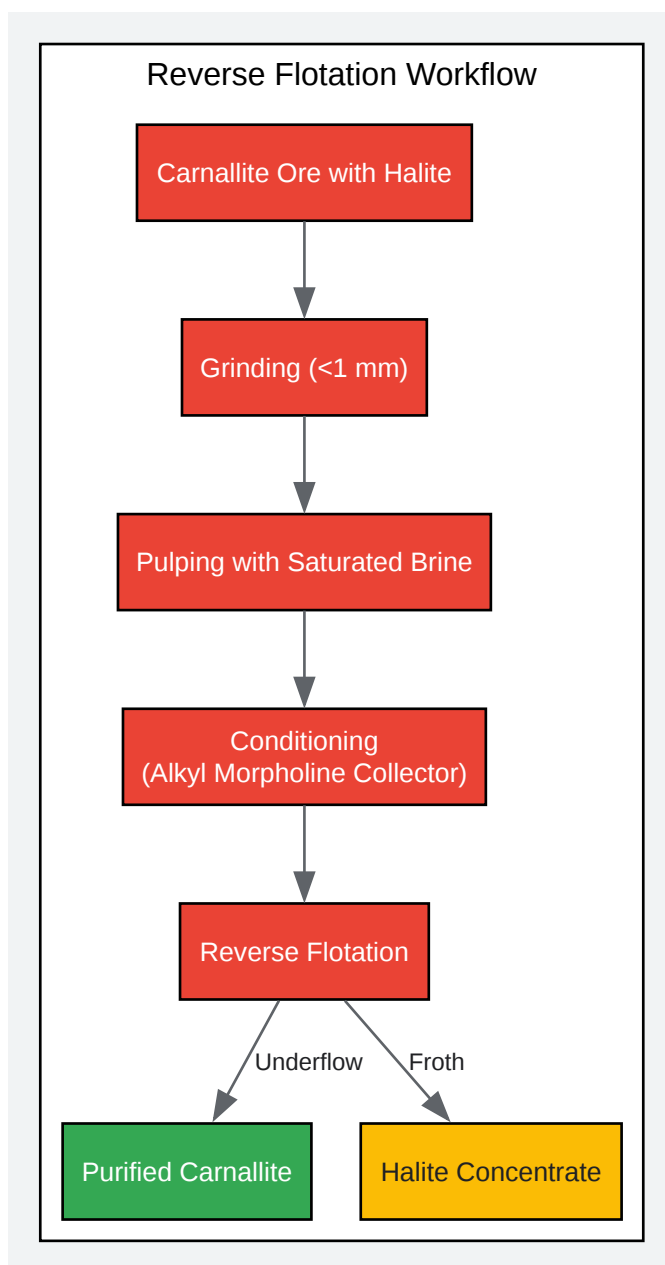 Reverse Flotation Workflow
Carnallite Ore with Halite
Grinding (<1 mm)
Pulping with Saturated Brine
Conditioning
(Alkyl Morpholine Collector)
Reverse Flotation
Underflow
Froth
Purified Carnallite
Halite Concentrate